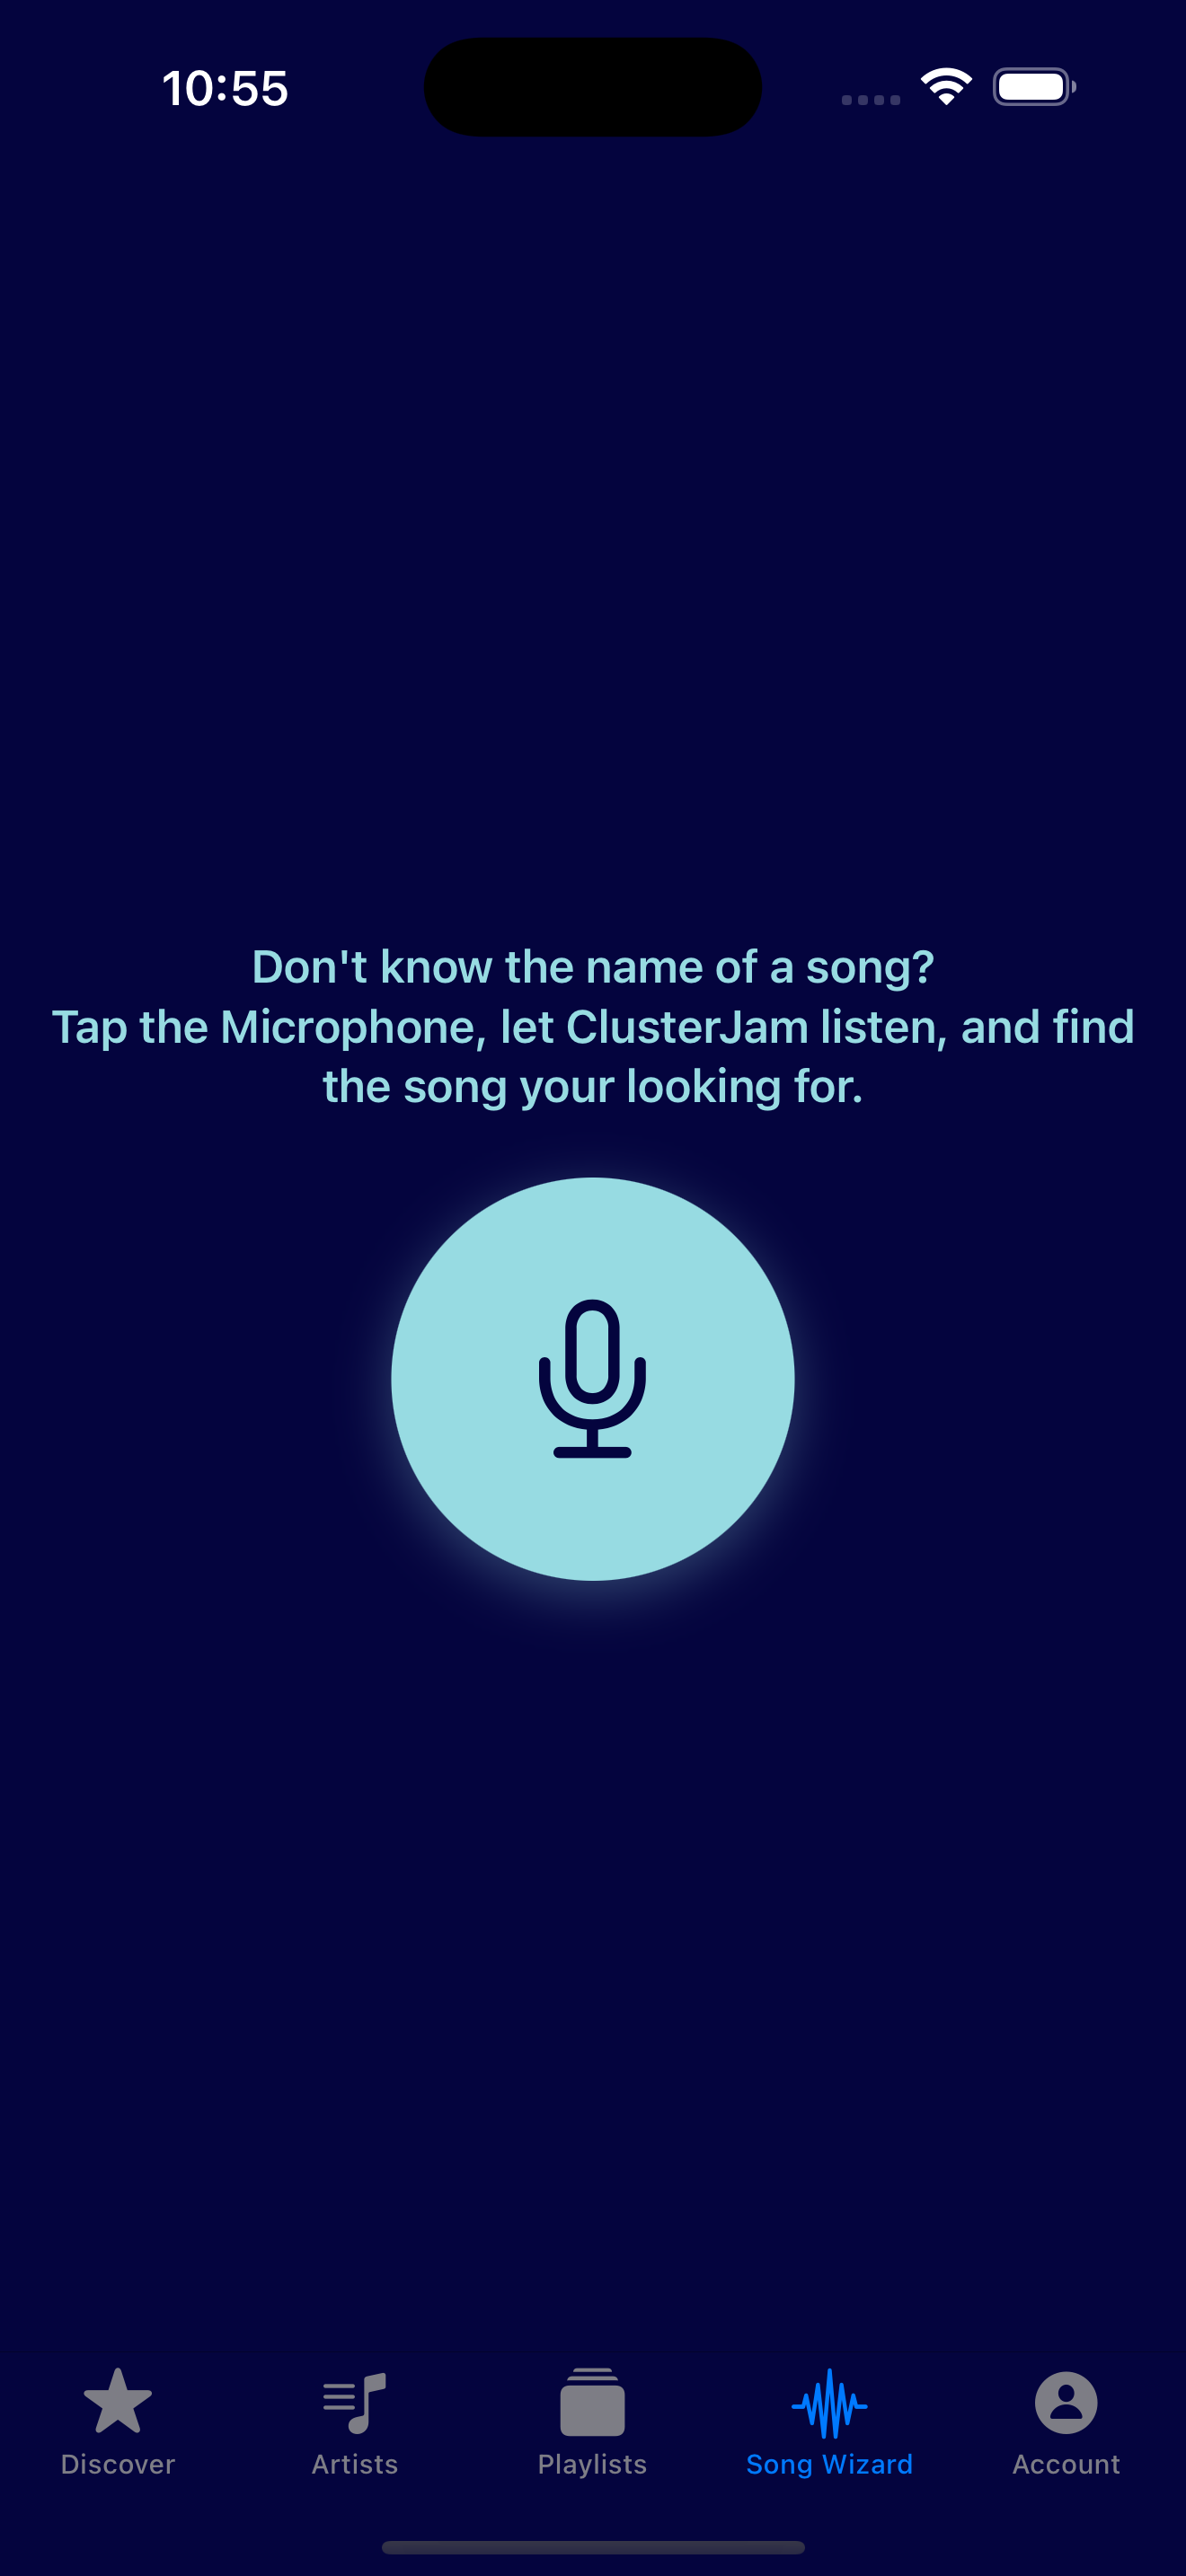 10:55
Don't know the name of a song?
Tap the Microphone, let ClusterJam listen, and find
the song your looking for.
Discover
Artists
Playlists
Song Wizard
Account